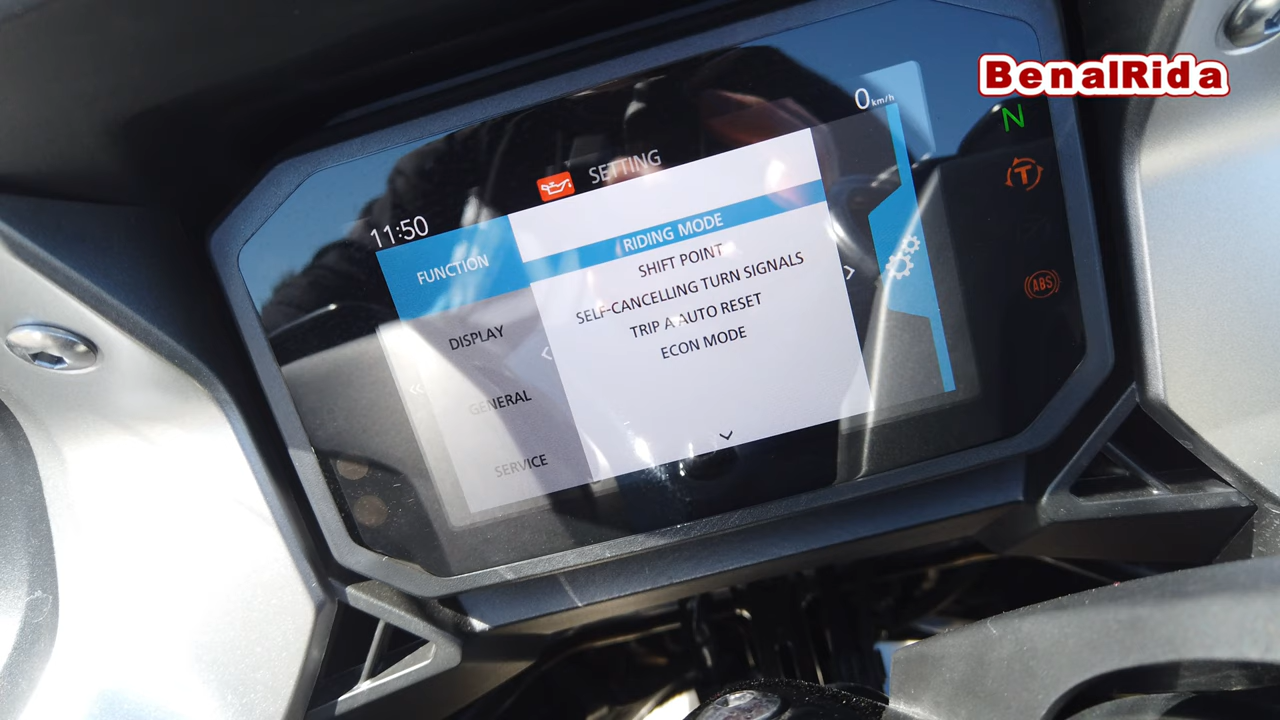 BenalRida
0 km/h
N
SETTING
11:50
T
FUNCTION
RIDING MODE
SHIFT POINT
SELF-CANCELLING TURN SIGNALS
TRIP A AUTO RESET
ECON MODE
DISPLAY
GENERAL
SERVICE
ABS